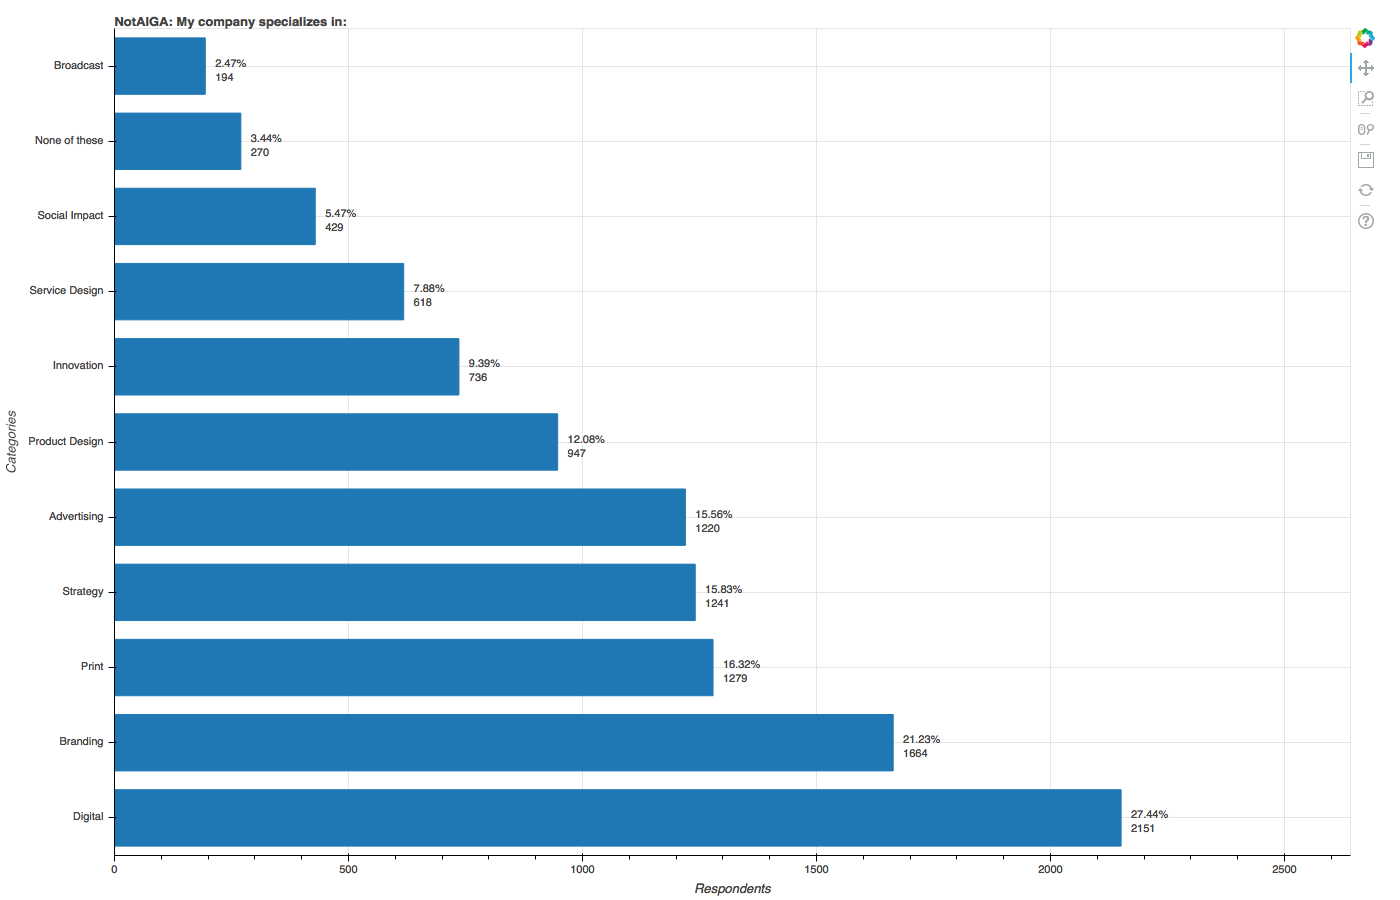 NotAIGA: My company specializes in:
Broadcast
2.47%
194
None of these
3.44%
270
Social Impact
5.47%
429
Service Design
7.88%
618
Innovation
9.39%
736
Categories
Product Design
12.08%
947
Advertising
15.56%
1220
Strategy
15.83%
1241
Print
16.32%
1279
Branding
21.23%
1664
Digital
27.44%
2151
0 500 1000 1500 2000 2500
Respondents